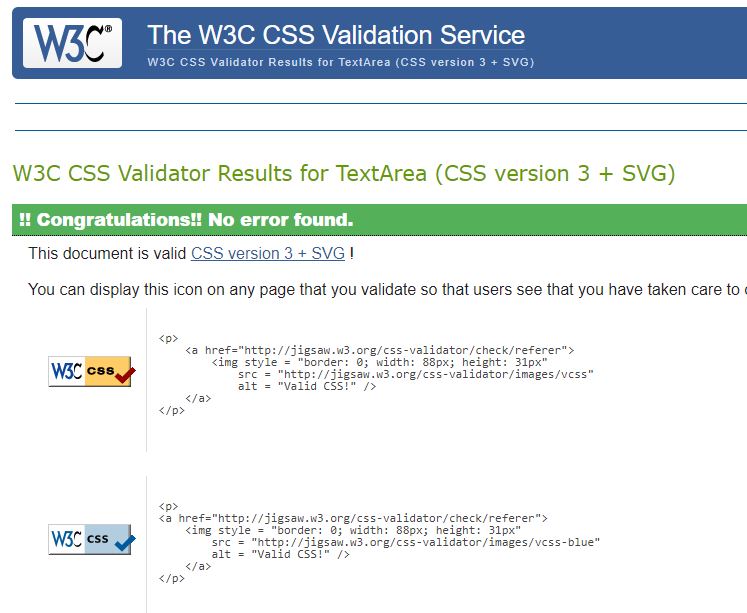 W3C®
The W3C CSS Validation Service
W3C CSS Validator Results for TextArea (CSS version 3 + SVG)
W3C CSS Validator Results for TextArea (CSS version 3 + SVG)
!! Congratulations!! No error found.
This document is valid CSS version 3 + SVG !
You can display this icon on any page that you validate so that users see that you have taken care to
W3C css
<p>
<a href="http://jigsaw.w3.org/css-validator/check/referer">
<img style = "border: 0; width: 88px; height: 31px"
src = "http://jigsaw.w3.org/css-validator/images/vcss"
alt = "Valid CSS!" />
</a>
</p>
W3C css
<p>
<a href="http://jigsaw.w3.org/css-validator/check/referer">
<img style = "border: 0; width: 88px; height: 31px"
src = "http://jigsaw.w3.org/css-validator/images/vcss-blue"
alt = "Valid CSS!" />
</a>
</p>